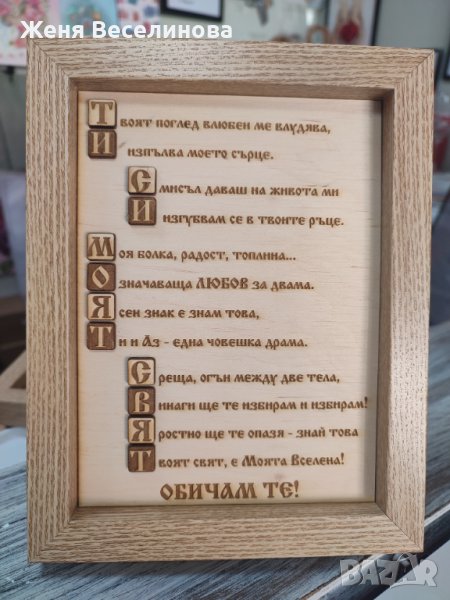 Женя Веселинова
Твоят поглед влюбен ме влудява,
И изпълва моето сърце.
Смисъл даваш на живота ми
И изгубвам се в твоите ръце.
Моя болка, радост, топлина...
Означаваща ЛЮБОВ за двама.
Ясен знак е знам това,
Ти и Аз - една човешка драма.
Среща, огън между две тела,
Винаги ще те избирам и избирам!
Яростно ще те опазя - знай това
Твоят свят, е Моята Вселена!
ОБИЧАМ ТЕ!
BAZAR